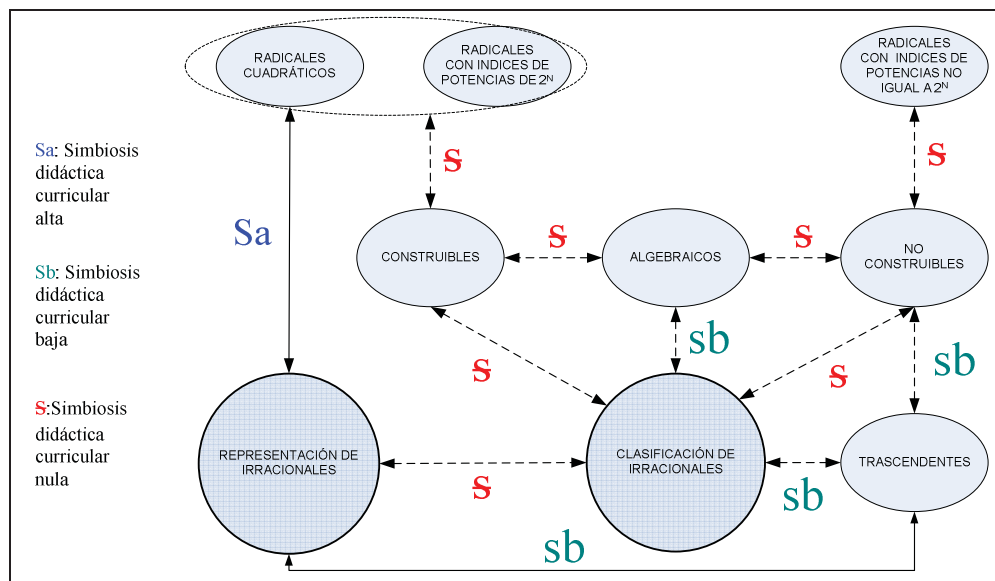 RADICALES
CUADRÁTICOS
RADICALES
CON INDICES DE
POTENCIAS DE 2ᴺ
RADICALES
CON INDICES DE
POTENCIAS NO
IGUAL A 2ᴺ
Sa: Simbiosis
didáctica
curricular
alta
Sb: Simbiosis
didáctica
curricular
baja
S:Simbiosis
didáctica
curricular
nula
Sa
S
S
CONSTRUIBLES
S
ALGEBRAICOS
S
NO
CONSTRUIBLES
S
sb
S
sb
REPRESENTACIÓN DE
IRRACIONALES
S
CLASIFICACIÓN DE
IRRACIONALES
sb
TRASCENDENTES
sb